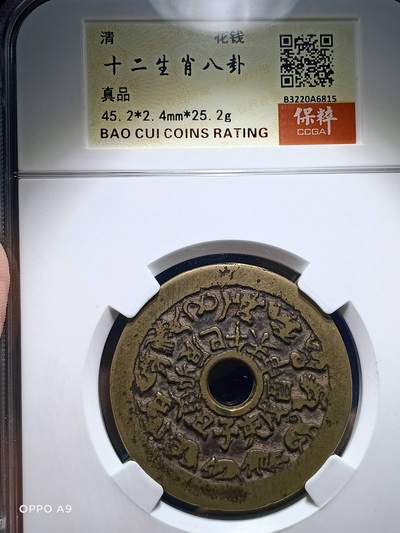 清 花钱
十二生肖八卦
真品
45.2*2.4mm*25.2g
BAO CUI COINS RATING
B3220A6815
保粹
CCGA
OPPO A9